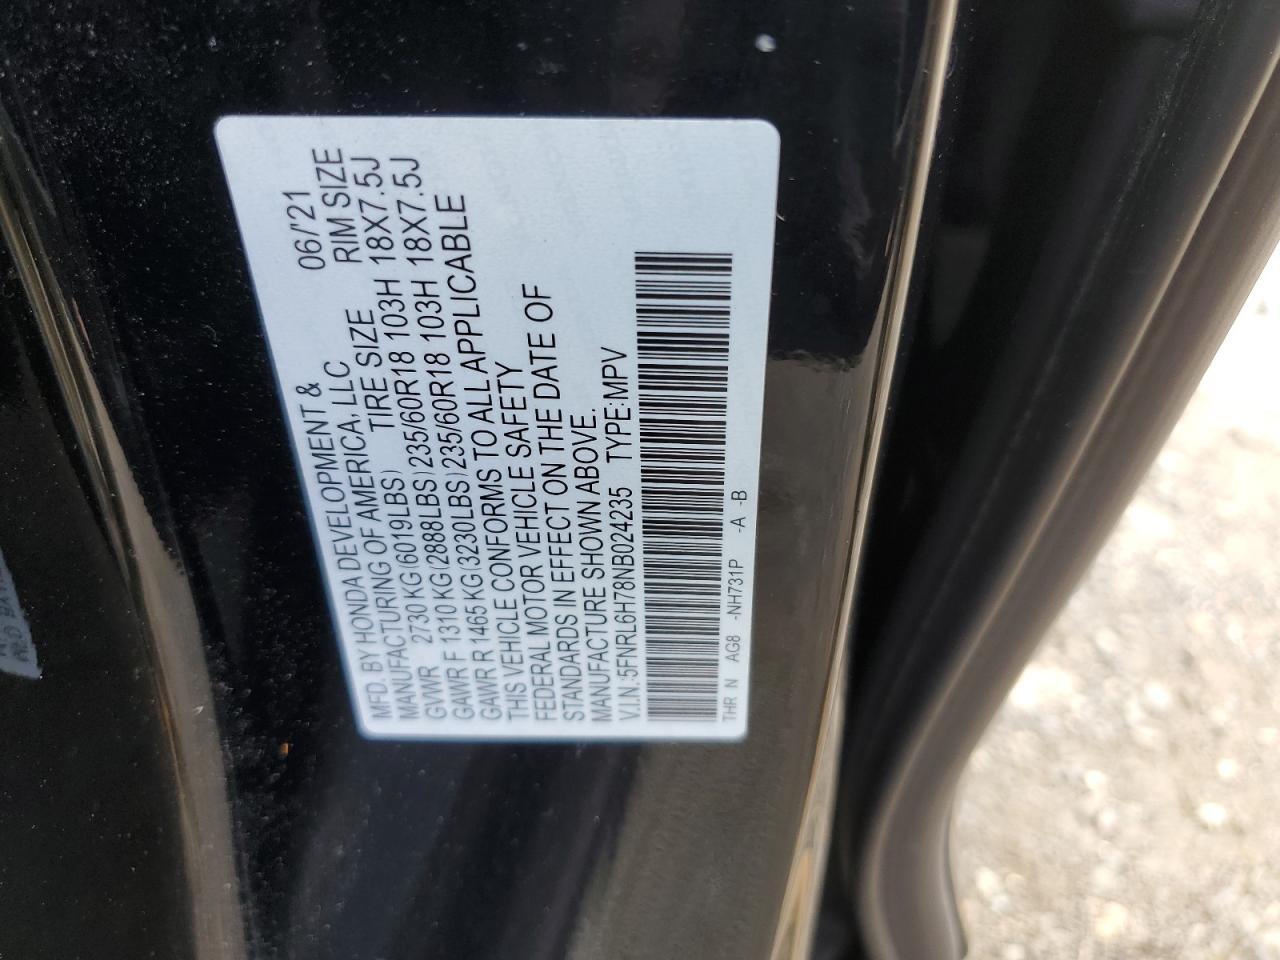 MFD. BY HONDA DEVELOPMENT & 06/'21
MANUFACTURING OF AMERICA, LLC
TIRE SIZE RIM SIZE
GVWR 2730 KG (6019LBS)
GAWR F 1310 KG (2888LBS) 235/60R18 103H 18X7.5J
GAWR R 1465 KG (3230LBS) 235/60R18 103H 18X7.5J
THIS VEHICLE CONFORMS TO ALL APPLICABLE
FEDERAL MOTOR VEHICLE SAFETY
STANDARDS IN EFFECT ON THE DATE OF
MANUFACTURE SHOWN ABOVE.
V.I.N.:5FNRL6H78NB024235 TYPE:MPV
THR N AG8 -NH731P -A -B